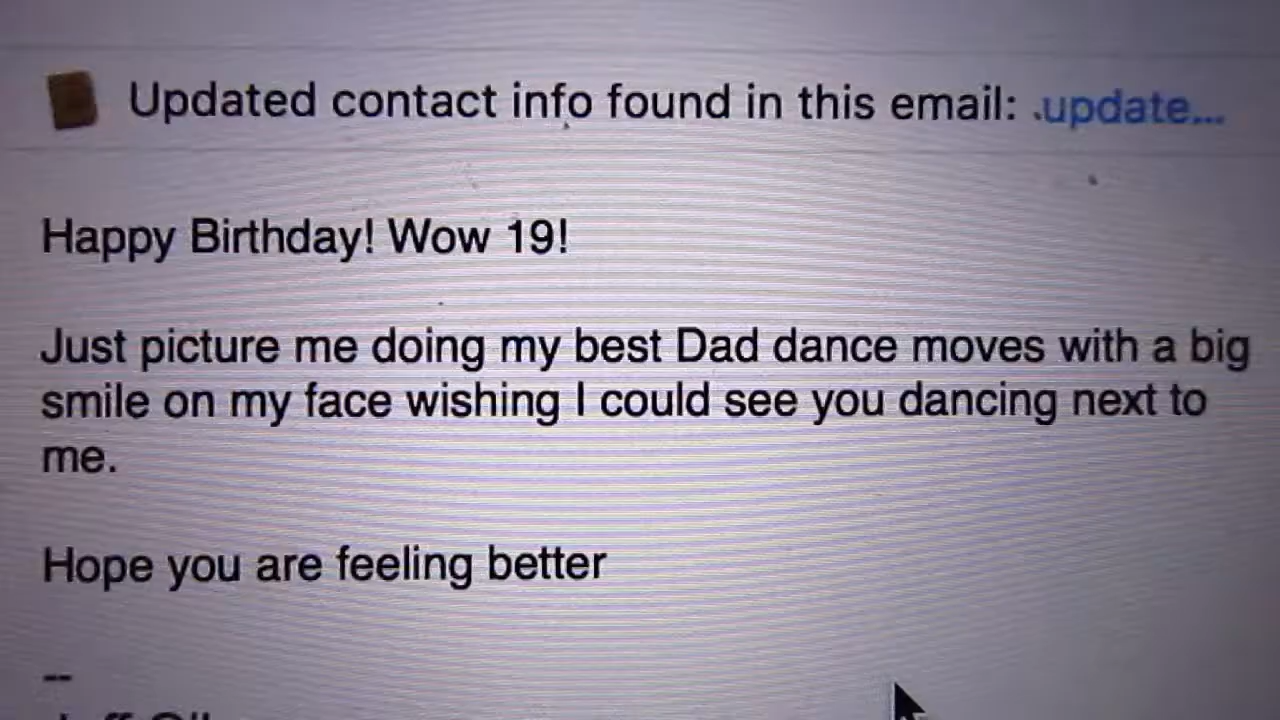 Updated contact info found in this email: update...
Happy Birthday! Wow 19!
Just picture me doing my best Dad dance moves with a big
smile on my face wishing I could see you dancing next to
me.
Hope you are feeling better
--